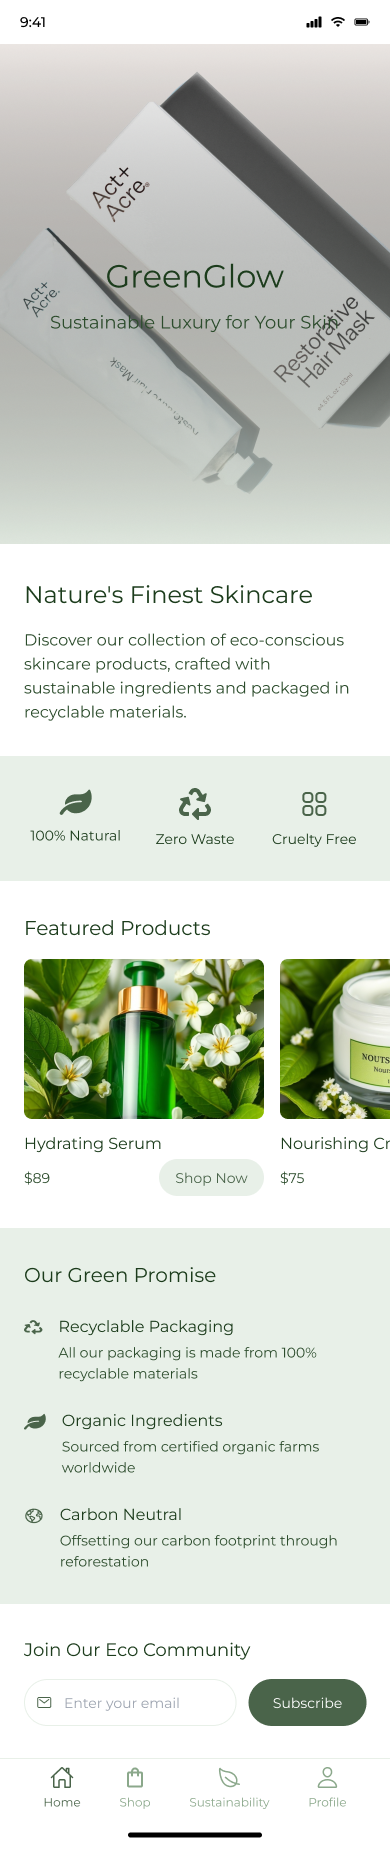 9:41
Act+
Acre.
Act+
Acre.
GreenGlow
Sustainable Luxury for Your Skin
Restorative
Hair Mask
Hair Mask
Nature's Finest Skincare
Discover our collection of eco-conscious
skincare products, crafted with
sustainable ingredients and packaged in
recyclable materials.
100% Natural
Zero Waste
Cruelty Free
Featured Products
NOUTS
Nours
Hydrating Serum
Nourishing Cr
$89
Shop Now
$75
Our Green Promise
Recyclable Packaging
All our packaging is made from 100%
recyclable materials
Organic Ingredients
Sourced from certified organic farms
worldwide
Carbon Neutral
Offsetting our carbon footprint through
reforestation
Join Our Eco Community
Enter your email
Subscribe
Home
Shop
Sustainability
Profile